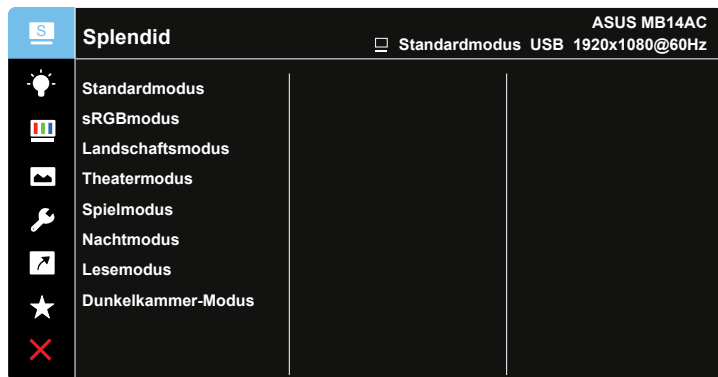 S
Splendid
ASUS MB14AC
Standardmodus USB 1920x1080@60Hz
Standardmodus
sRGBmodus
Landschaftsmodus
Theatermodus
Spielmodus
Nachtmodus
Lesemodus
Dunkelkammer-Modus